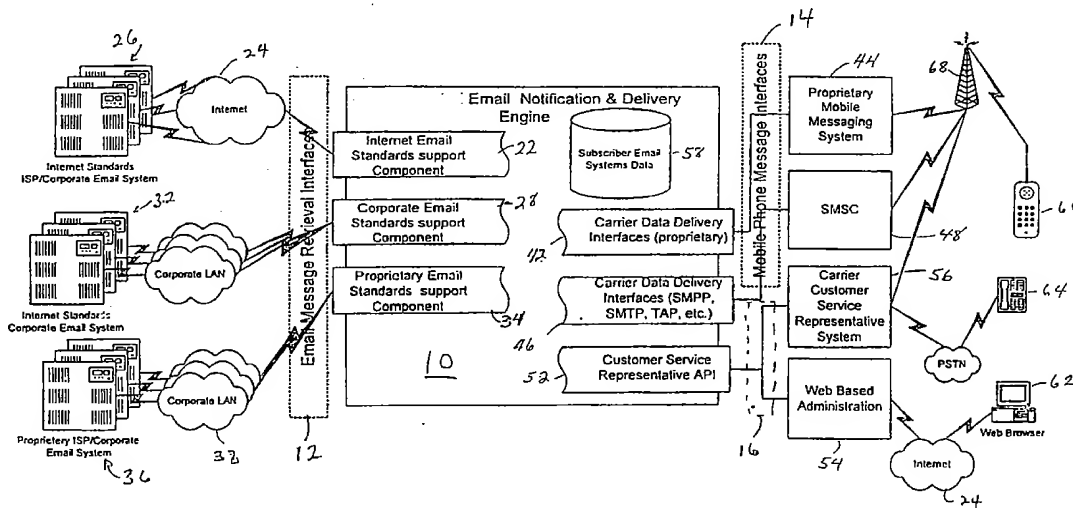 26
24
Internet
Internet Standards
ISP/Corporate Email System
32
Corporate LAN
Internet Standards
Corporate Email System
Corporate LAN
Proprietary ISP/Corporate
Email System
36
38
Email Message Retrieval Interfaces
12
Email Notification & Delivery
Engine
Internet Email
Standards support
Component
22
Corporate Email
Standards support
Component
28
Proprietary Email
Standards support
Component
34
10
Subscriber Email
Systems Data
58
Carrier Data Delivery
Interfaces (proprietary)
42
Carrier Data Delivery
Interfaces (SMPP,
SMTP, TAP, etc.)
46
Customer Service
Representative API
52
14
Mobile Phone Message Interfaces
16
44
Proprietary
Mobile
Messaging
System
SMSC
48
Carrier
Customer
Service
Representative
System
56
Web Based
Administration
54
68
64
PSTN
62
Web Browser
Internet
24